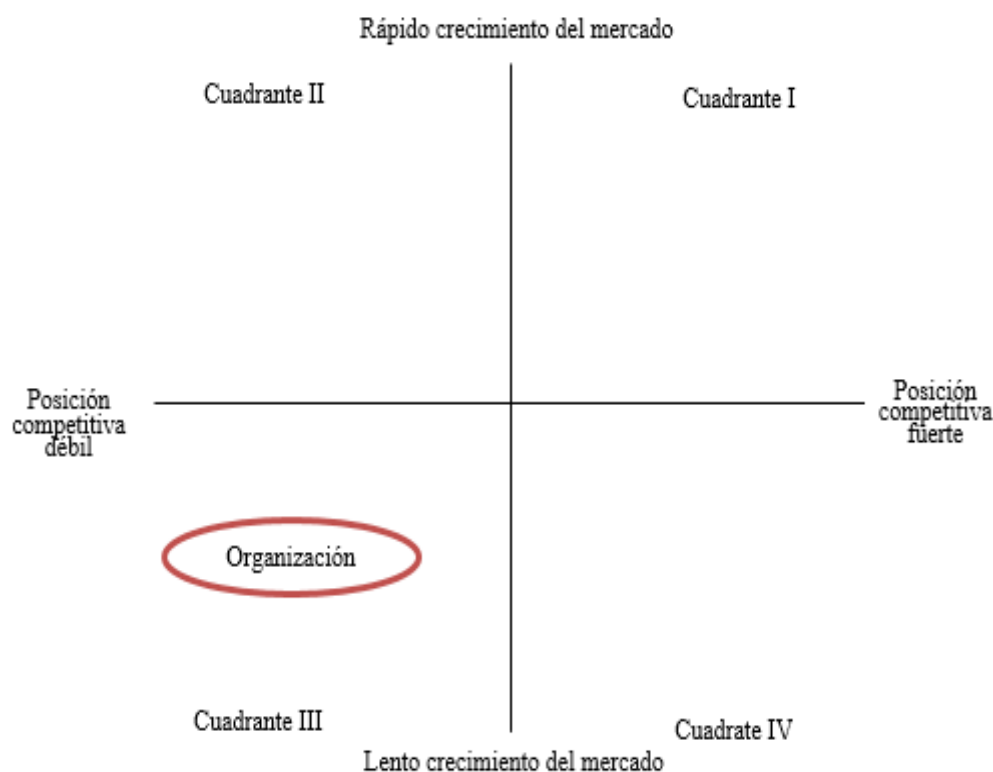 Rápido crecimiento del mercado
Cuadrante II
Cuadrante I
Posición
competitiva
débil
Posición
competitiva
fuerte
Organización
Cuadrante III
Cuadrate IV
Lento crecimiento del mercado